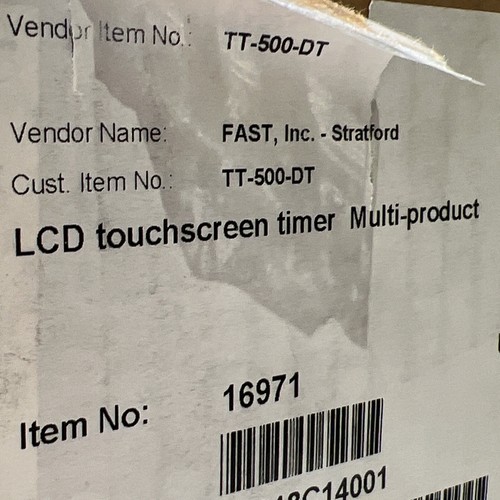 Vendor Item No.: TT-500-DT
Vendor Name: FAST, Inc. - Stratford
Cust. Item No.: TT-500-DT
LCD touchscreen timer Multi-product
Item No: 16971